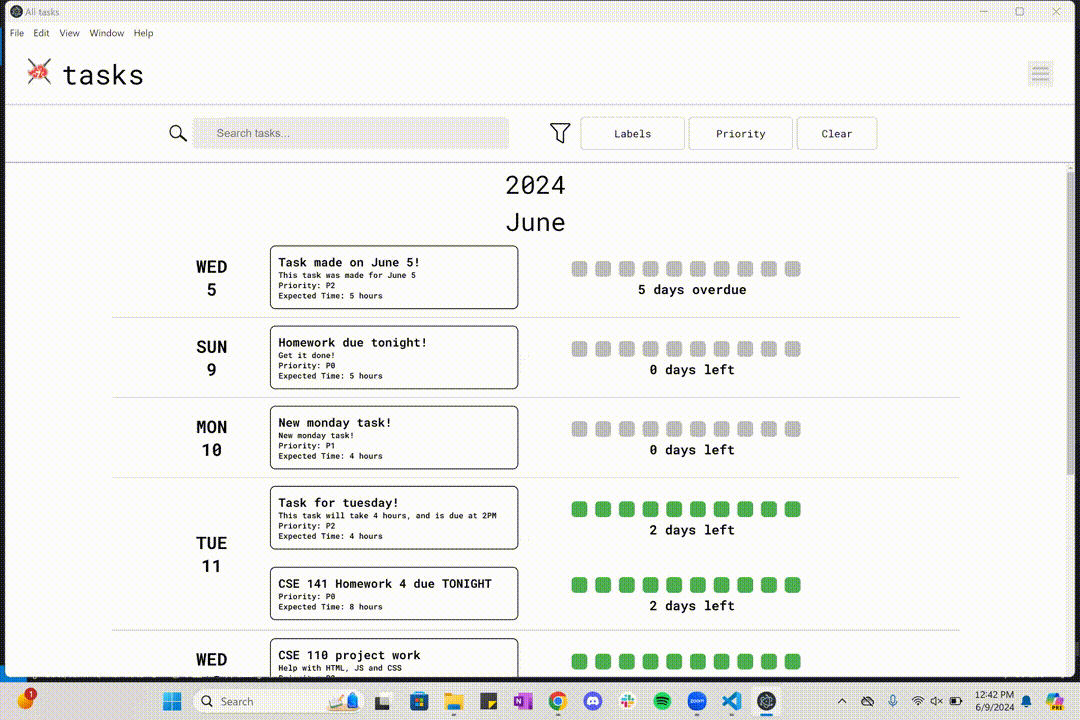 All tasks
File Edit View Window Help
tasks
Search tasks...
Labels Priority Clear
2024
June
WED
5
Task made on June 5!
This task was made for June 5
Priority: P2
Expected Time: 5 hours
5 days overdue
SUN
9
Homework due tonight!
Get it done!
Priority: P0
Expected Time: 5 hours
0 days left
MON
10
New monday task!
New monday task!
Priority: P1
Expected Time: 4 hours
0 days left
TUE
11
Task for tuesday!
This task will take 4 hours, and is due at 2PM
Priority: P2
Expected Time: 4 hours
2 days left
CSE 141 Homework 4 due TONIGHT
Priority: P0
Expected Time: 8 hours
2 days left
WED
CSE 110 project work
Help with HTML, JS and CSS
1
Search
zoom
PRE
12:42 PM
6/9/2024